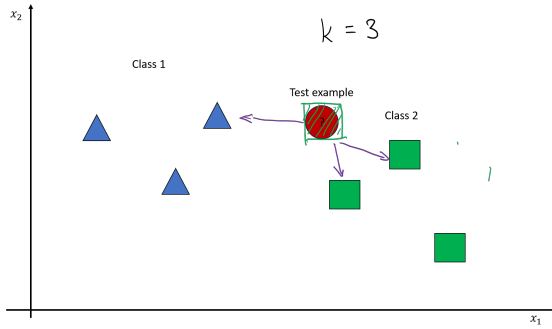 x₂
k = 3
Class 1
Test example
Class 2
x₁